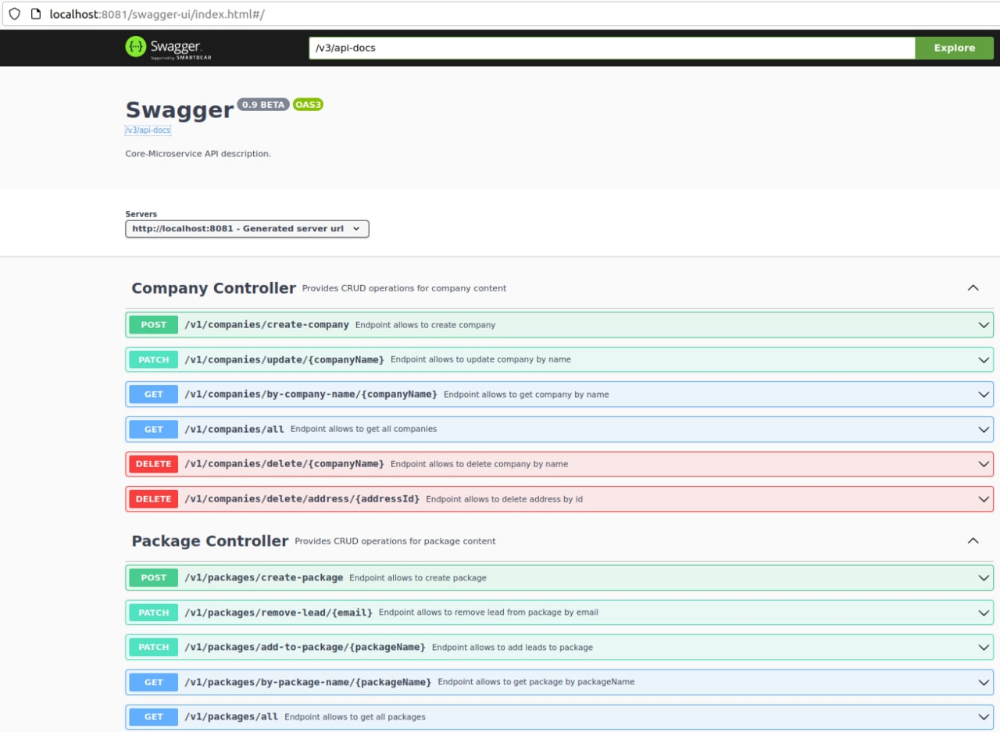 localhost:8081/swagger-ui/index.html#/
{···} Swagger. /v3/api-docs Explore
Supported by SMARTBEAR
Swagger 0.9 BETA OAS3
/v3/api-docs
Core-Microservice API description.
Servers
http://localhost:8081 - Generated server url
Company Controller Provides CRUD operations for company content
POST /v1/companies/create-company Endpoint allows to create company
PATCH /v1/companies/update/{companyName} Endpoint allows to update company by name
GET /v1/companies/by-company-name/{companyName} Endpoint allows to get company by name
GET /v1/companies/all Endpoint allows to get all companies
DELETE /v1/companies/delete/{companyName} Endpoint allows to delete company by name
DELETE /v1/companies/delete/address/{addressId} Endpoint allows to delete address by id
Package Controller Provides CRUD operations for package content
POST /v1/packages/create-package Endpoint allows to create package
PATCH /v1/packages/remove-lead/{email} Endpoint allows to remove lead from package by email
PATCH /v1/packages/add-to-package/{packageName} Endpoint allows to add leads to package
GET /v1/packages/by-package-name/{packageName} Endpoint allows to get package by packageName
GET /v1/packages/all Endpoint allows to get all packages